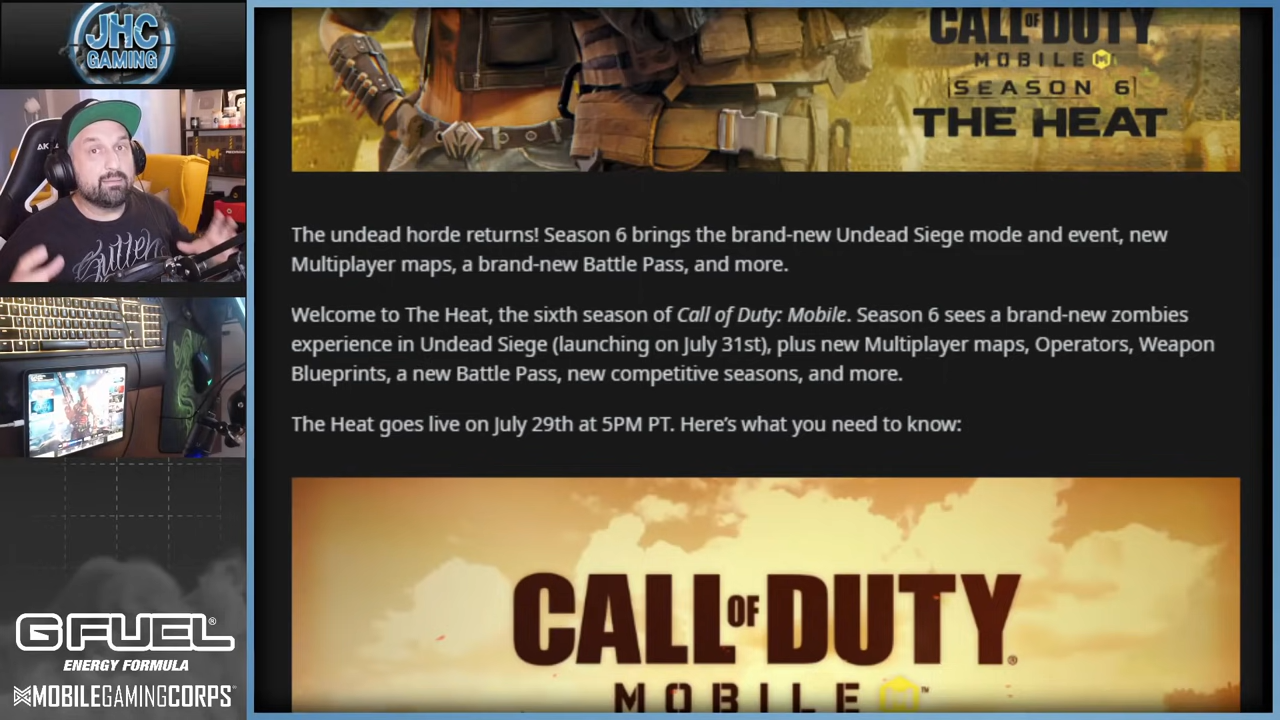 JHC
GAMING
CALL OF DUTY
MOBILE
SEASON 6
THE HEAT
The undead horde returns! Season 6 brings the brand-new Undead Siege mode and event, new
Multiplayer maps, a brand-new Battle Pass, and more.
Welcome to The Heat, the sixth season of Call of Duty: Mobile. Season 6 sees a brand-new zombies
experience in Undead Siege (launching on July 31st), plus new Multiplayer maps, Operators, Weapon
Blueprints, a new Battle Pass, new competitive seasons, and more.
The Heat goes live on July 29th at 5PM PT. Here’s what you need to know:
CALL OF DUTY®
MOBILE ™
G FUEL®
ENERGY FORMULA
MOBILEGAMINGCORPS